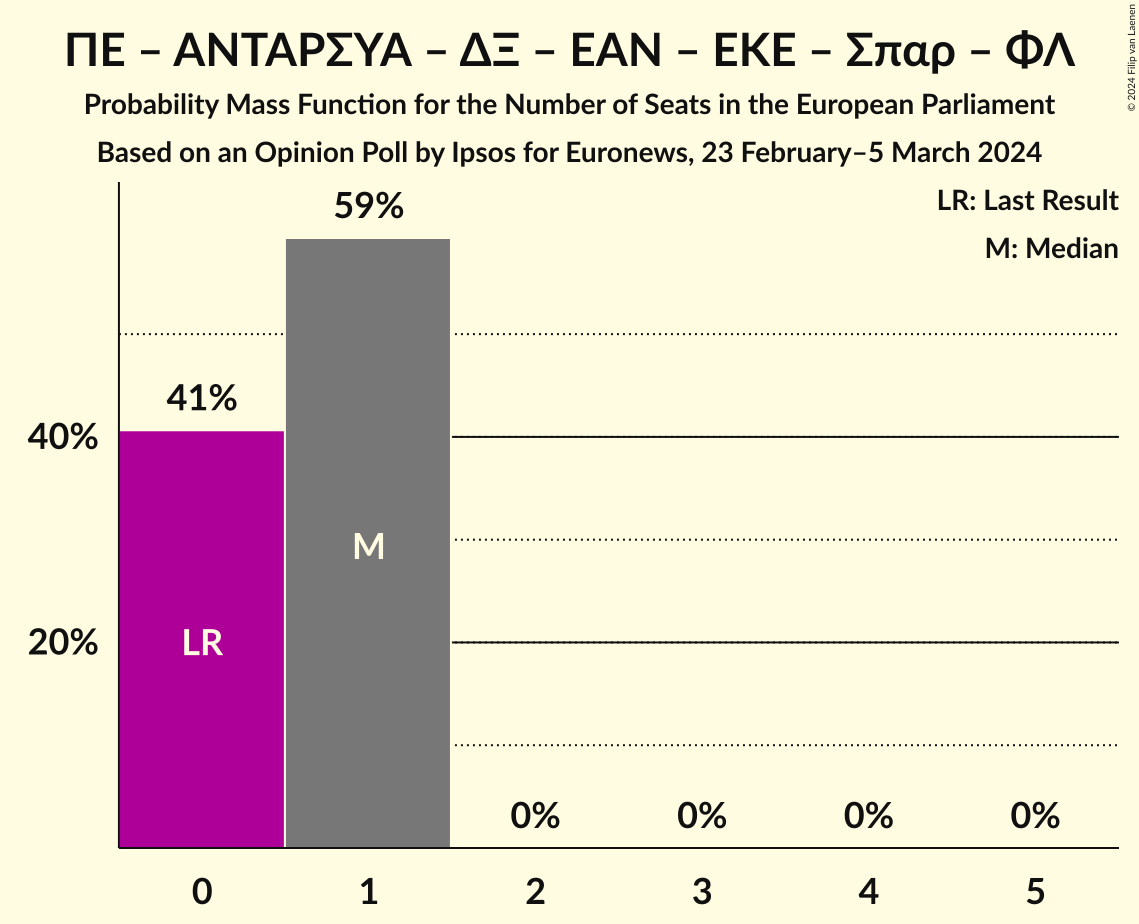 ΠΕ – ΑΝΤΑΡΣΥΑ – ΔΞ – ΕΑΝ – ΕΚΕ – Σπαρ – ΦΛ
Probability Mass Function for the Number of Seats in the European Parliament
Based on an Opinion Poll by Ipsos for Euronews, 23 February–5 March 2024
© 2024 Filip van Laenen
LR: Last Result
M: Median
59%
41%
40%
M
20%
LR
0% 0% 0% 0%
0 1 2 3 4 5